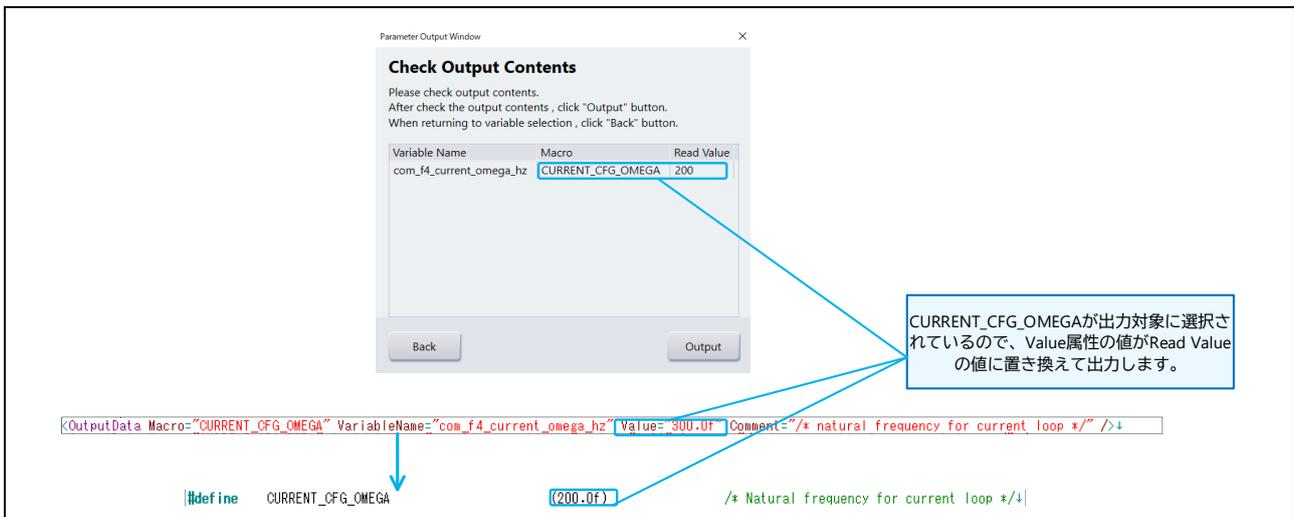 Parameter Output Window ×
Check Output Contents
Please check output contents.
After check the output contents , click "Output" button.
When returning to variable selection , click "Back" button.
Variable Name Macro Read Value
com_f4_current_omega_hz CURRENT_CFG_OMEGA 200
CURRENT_CFG_OMEGAが出力対象に選択さ
れているので、Value属性の値がRead Value
の値に置き換えて出力します。
Back Output
<OutputData Macro="CURRENT_CFG_OMEGA" VariableName="com_f4_current_omega_hz" Value="300.0f" Comment="/* natural frequency for current loop */" />↓
#define CURRENT_CFG_OMEGA (200.0f) /* Natural frequency for current loop */↓